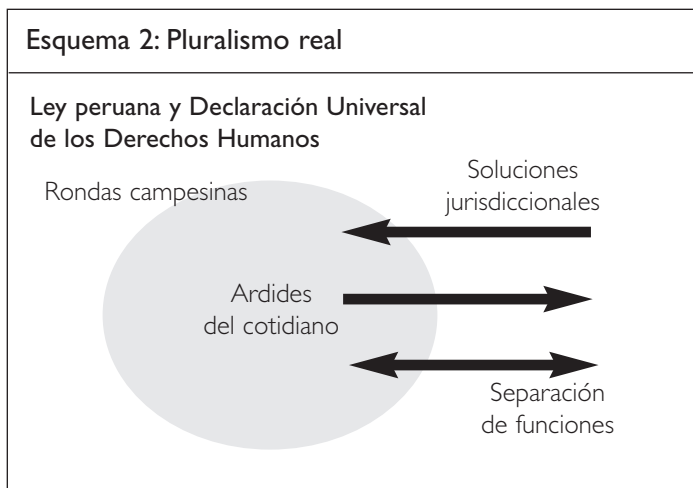 Esquema 2: Pluralismo real
Ley peruana y Declaración Universal
de los Derechos Humanos
Rondas campesinas
Soluciones
jurisdiccionales
Ardides
del cotidiano
Separación
de funciones